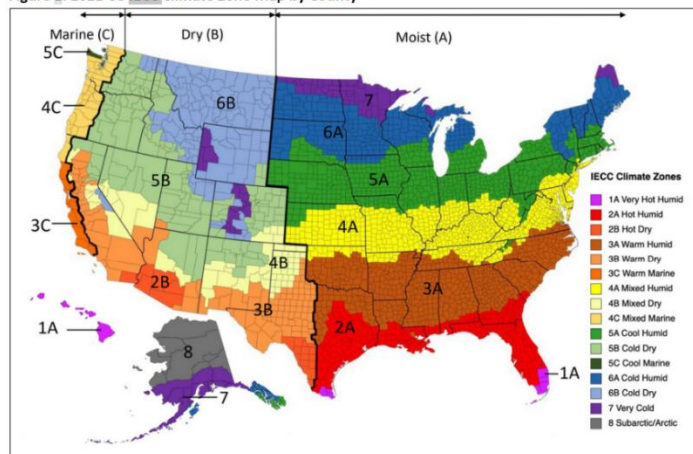 Marine (C)
Dry (B)
Moist (A)
5C
4C
6B
7
6A
5B
5A
3C
4A
4B
2B
3B
3A
2A
1A
8
7
1A
IECC Climate Zones
1A Very Hot Humid
2A Hot Humid
2B Hot Dry
3A Warm Humid
3B Warm Dry
3C Warm Marine
4A Mixed Humid
4B Mixed Dry
4C Mixed Marine
5A Cool Humid
5B Cold Dry
5C Cool Marine
6A Cold Humid
6B Cold Dry
7 Very Cold
8 Subarctic/Arctic